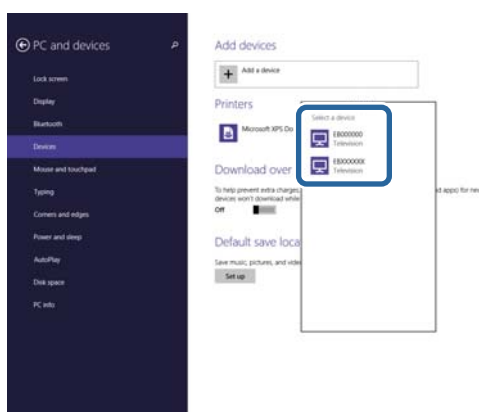 PC and devices
Lock screen
Display
Bluetooth
Devices
Mouse and touchpad
Typing
Corners and edges
Power and sleep
AutoPlay
Disk space
PC info
Add devices
Add a device
Printers
Microsoft XPS Do
Select a device
EB000000
Television
EBXXXXXX
Television
Download over
To help prevent extra charges,
d apps) for new
devices won't download while
Off
Default save loca
Save music, pictures, and video
Set up